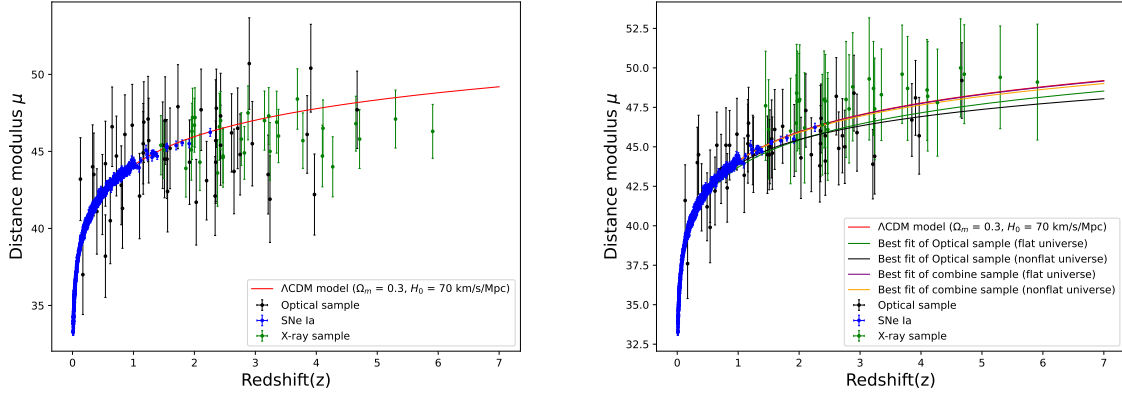 50
45
40
35
Distance modulus μ
0 1 2 3 4 5 6 7
Redshift(z)
ΛCDM model (Ωm = 0.3, H0 = 70 km/s/Mpc)
Optical sample
SNe Ia
X-ray sample
52.5
50.0
47.5
45.0
42.5
40.0
37.5
35.0
32.5
Distance modulus μ
0 1 2 3 4 5 6 7
Redshift(z)
ΛCDM model (Ωm = 0.3, H0 = 70 km/s/Mpc)
Best fit of Optical sample (flat universe)
Best fit of Optical sample (nonflat universe)
Best fit of combine sample (flat universe)
Best fit of combine sample (nonflat universe)
Optical sample
SNe Ia
X-ray sample